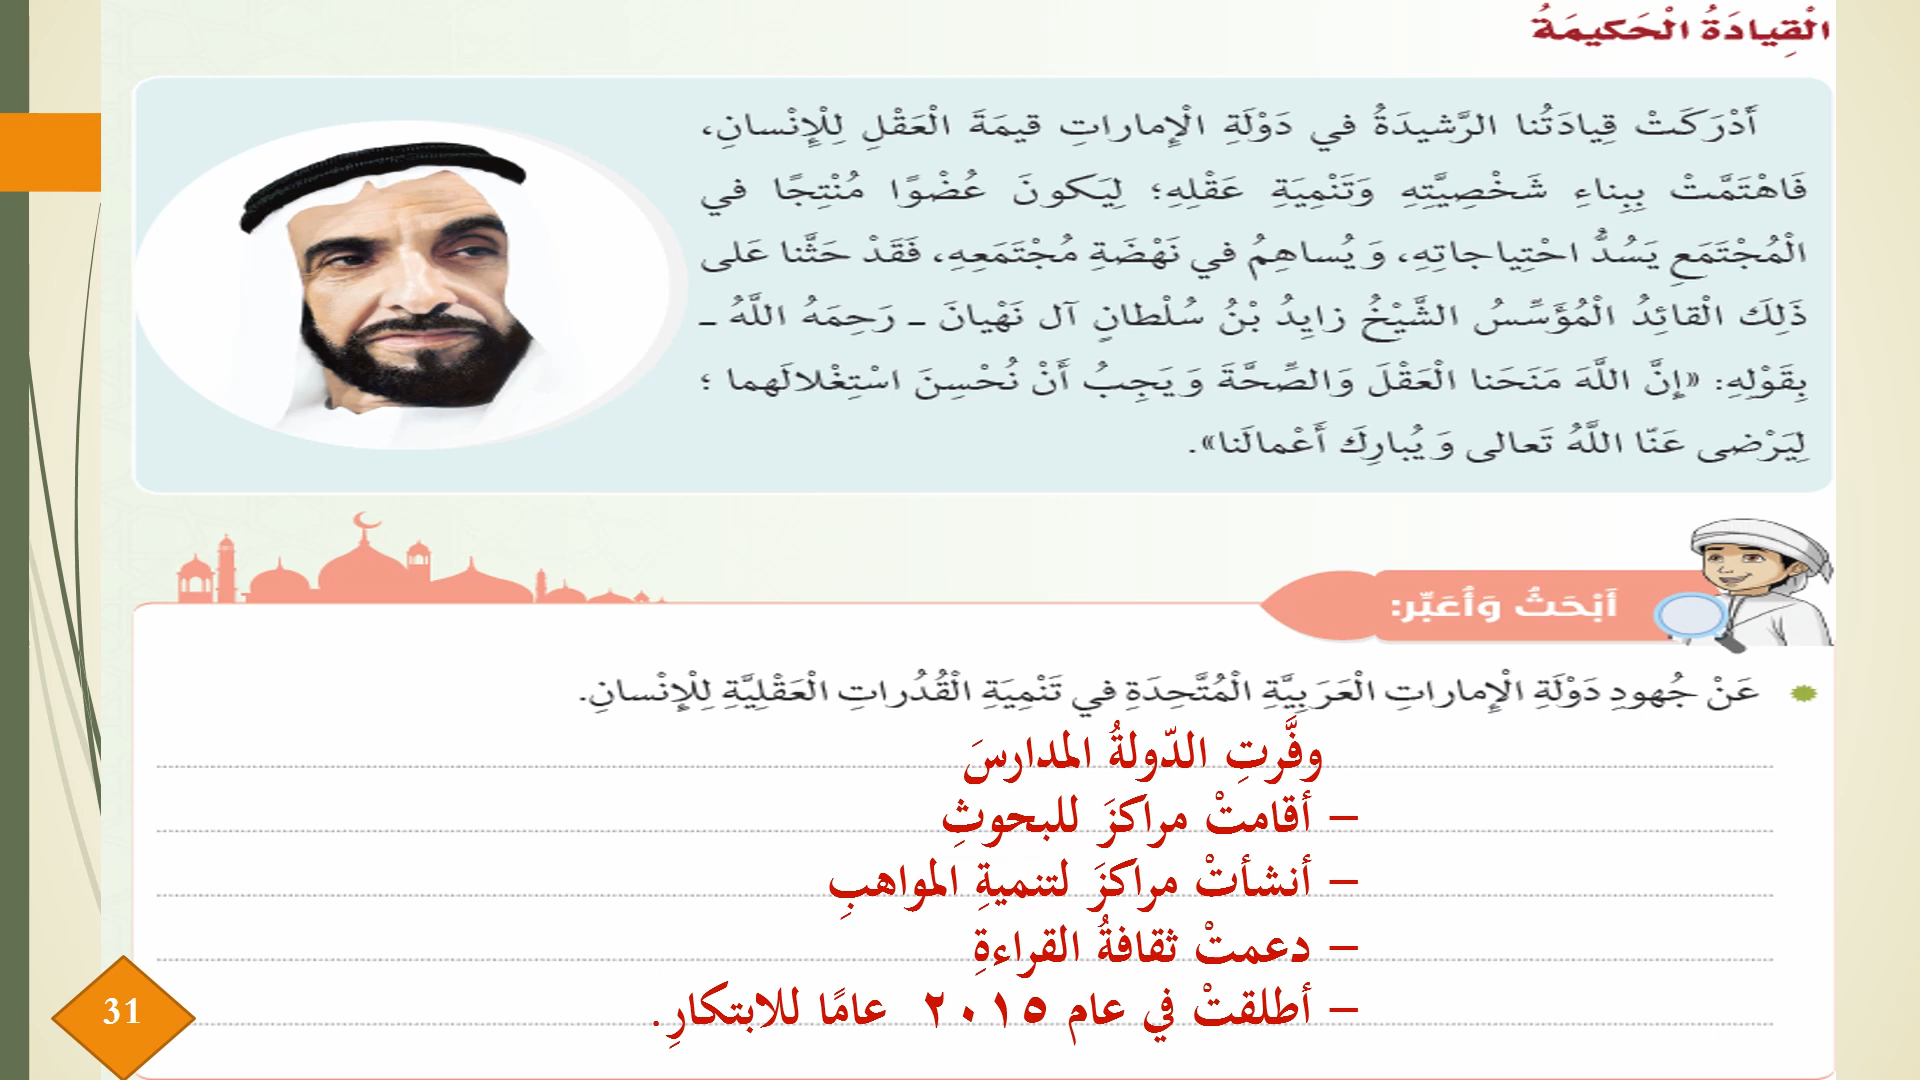 الْقِيادَةُ الْحَكيمَةُ
أَدْرَكَتْ قِيادَتُنا الرَّشيدَةُ في دَوْلَةِ الْإِماراتِ قيمَةَ الْعَقْلِ لِلْإِنْسانِ،
فَاهْتَمَّتْ بِبِناءِ شَخْصِيَّتِهِ وَتَنْمِيَةِ عَقْلِهِ؛ لِيَكونَ عُضْوًا مُنْتِجًا في
الْمُجْتَمَعِ يَسُدُّ احْتِياجاتِهِ، وَيُساهِمُ في نَهْضَةِ مُجْتَمَعِهِ، فَقَدْ حَثَّنا عَلى
ذَلِكَ الْقائِدُ الْمُؤَسِّسُ الشَّيْخُ زايِدُ بْنُ سُلْطانٍ آل نَهْيانَ ـ رَحِمَهُ اللَّهُ ـ
بِقَوْلِهِ: «إِنَّ اللَّهَ مَنَحَنا الْعَقْلَ وَالصِّحَّةَ وَيَجِبُ أَنْ نُحْسِنَ اسْتِغْلالَهما ؛
لِيَرْضى عَنّا اللَّهُ تَعالى وَيُبارِكَ أَعْمالَنا».
أَبْحَثُ وَأُعَبِّر:
عَنْ جُهودِ دَوْلَةِ الْإِماراتِ الْعَرَبِيَّةِ الْمُتَّحِدَةِ في تَنْمِيَةِ الْقُدُراتِ الْعَقْلِيَّةِ لِلْإِنْسانِ.
وفَّرتِ الدّولةُ المدارسَ
– أقامتْ مراكزَ للبحوثِ
– أنشأتْ مراكزَ لتنميةِ المواهبِ
– دعمتْ ثقافةُ القراءةِ
– أطلقتْ في عام ٢٠١٥ عامًا للابتكارِ.
31